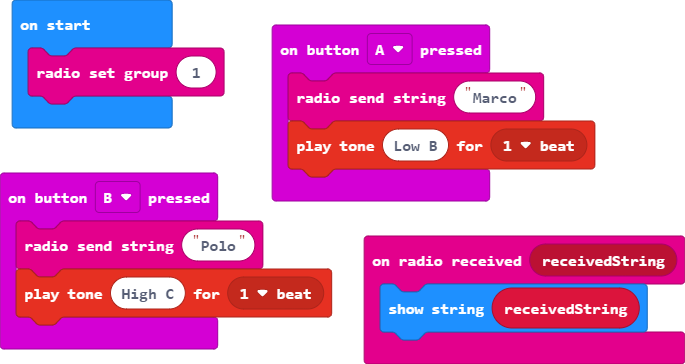 on start
radio set group 1
on button A pressed
radio send string "Marco"
play tone Low B for 1 beat
on button B pressed
radio send string "Polo"
play tone High C for 1 beat
on radio received receivedString
show string receivedString